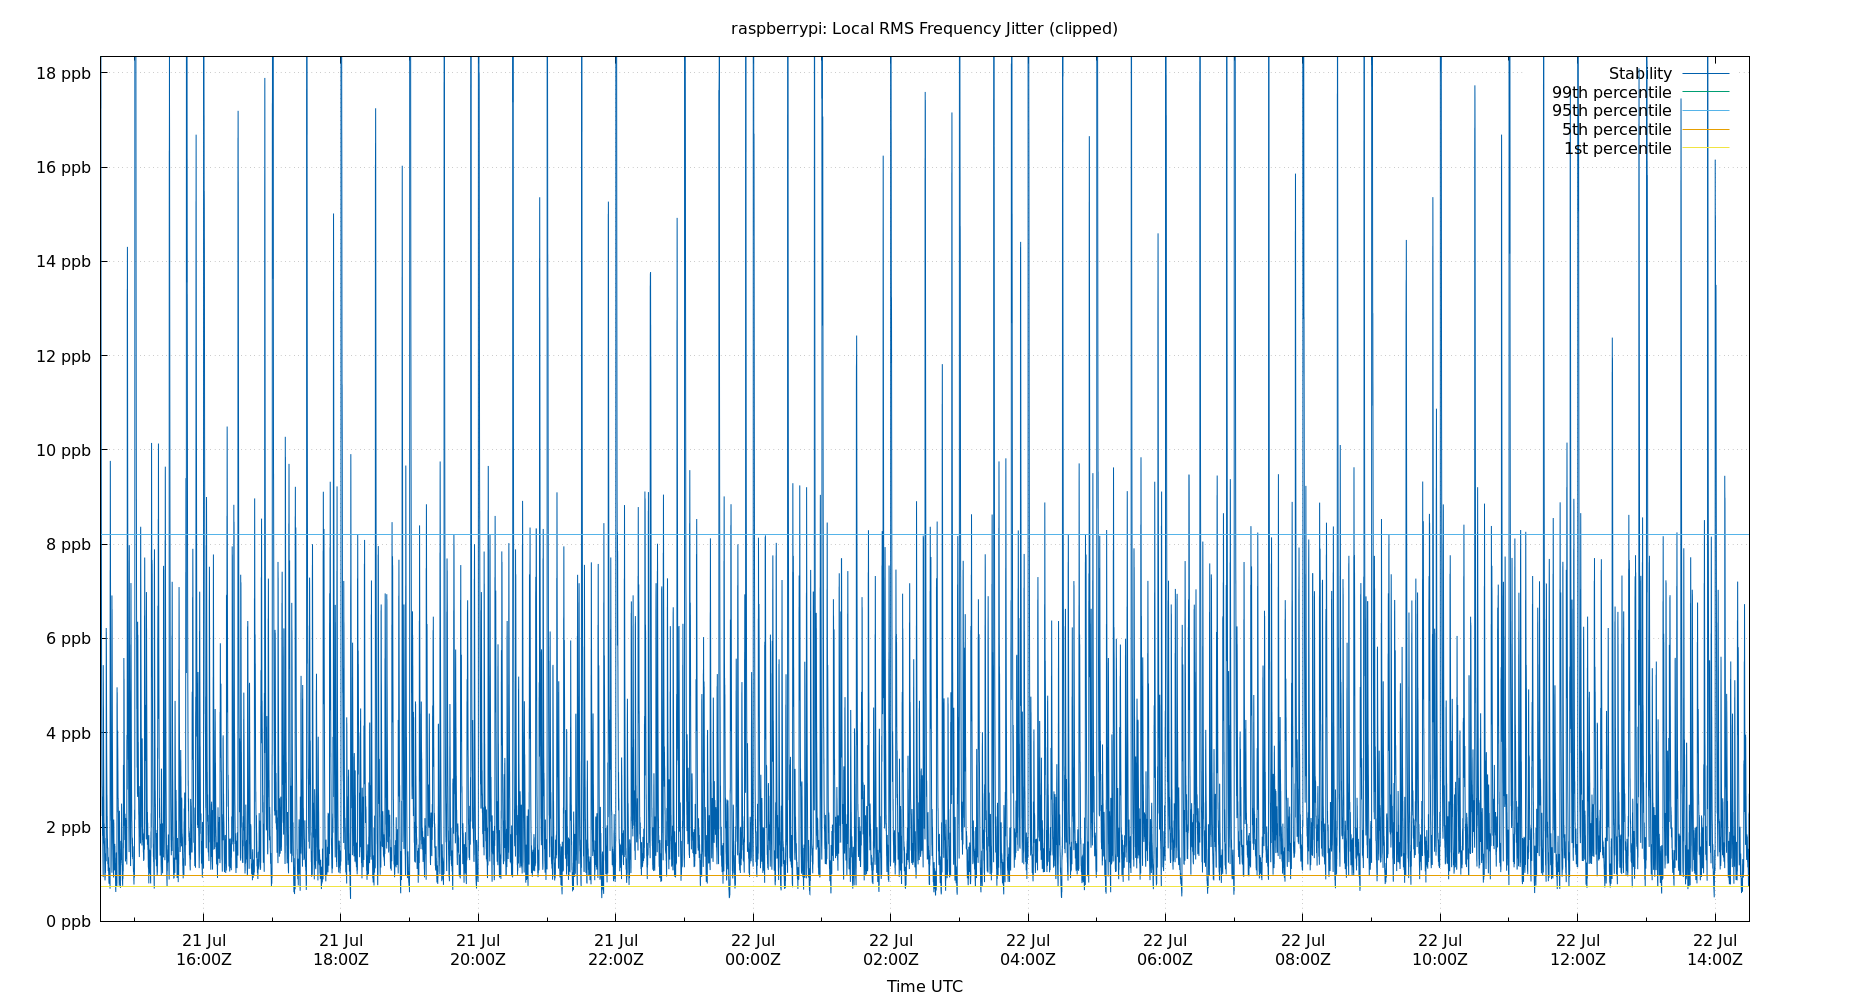 raspberrypi: Local RMS Frequency Jitter (clipped)
18 ppb
16 ppb
14 ppb
12 ppb
10 ppb
8 ppb
6 ppb
4 ppb
2 ppb
0 ppb
Stability
99th percentile
95th percentile
5th percentile
1st percentile
21 Jul 21 Jul 21 Jul 21 Jul 22 Jul 22 Jul 22 Jul 22 Jul 22 Jul 22 Jul 22 Jul 22 Jul
16:00Z 18:00Z 20:00Z 22:00Z 00:00Z 02:00Z 04:00Z 06:00Z 08:00Z 10:00Z 12:00Z 14:00Z
Time UTC